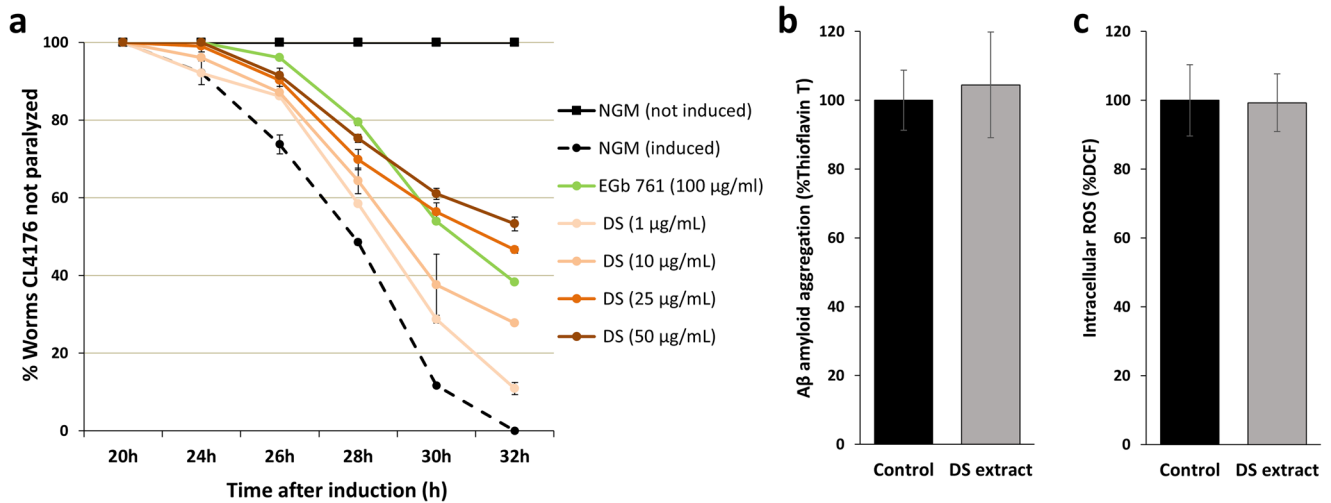 a
% Worms CL4176 not paralyzed
100
80
60
40
20
0
20h
24h
26h
28h
30h
32h
Time after induction (h)
NGM (not induced)
NGM (induced)
EGb 761 (100 µg/ml)
DS (1 µg/mL)
DS (10 µg/mL)
DS (25 µg/mL)
DS (50 µg/mL)
b
Aβ amyloid aggregation (%Thioflavin T)
120
100
80
60
40
20
0
Control
DS extract
c
Intracellular ROS (%DCF)
120
100
80
60
40
20
0
Control
DS extract